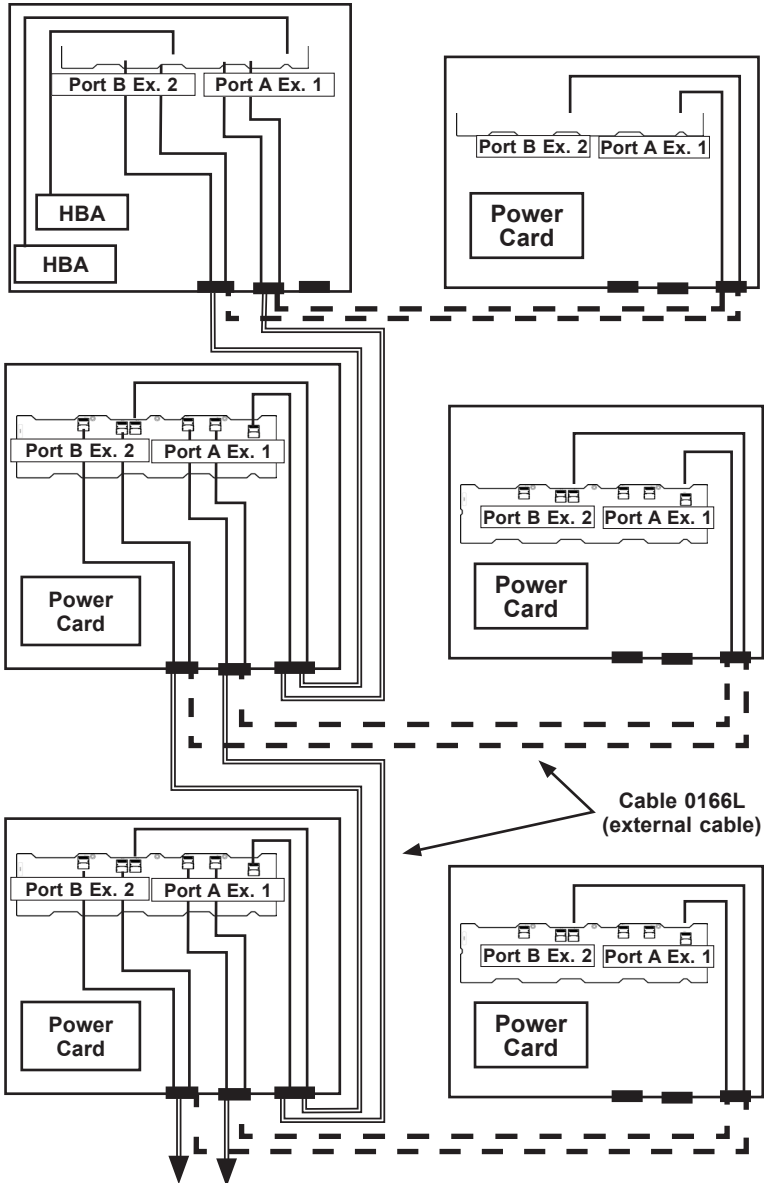 Port B Ex. 2
Port A Ex. 1
HBA
HBA
Port B Ex. 2
Port A Ex. 1
Power
Card
Port B Ex. 2
Port A Ex. 1
Power
Card
Port B Ex. 2
Port A Ex. 1
Power
Card
Cable 0166L
(external cable)
Port B Ex. 2
Port A Ex. 1
Power
Card
Port B Ex. 2
Port A Ex. 1
Power
Card